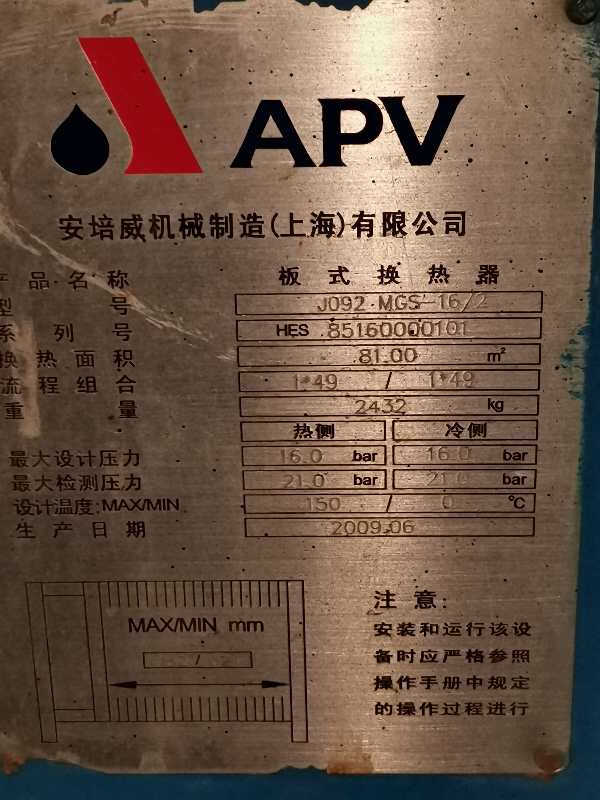 APV
安培威机械制造(上海)有限公司
产品名称 板式换热器
型号 J092 MGS-16/2
系列号 HES 85160000101
换热面积 81.00 m²
流程组合 1*49 / 1*49
重量 2432 kg
热侧 冷侧
最大设计压力 16.0 bar 16.0 bar
最大检测压力 21.0 bar 21.0 bar
设计温度:MAX/MIN 150 / 0 ℃
生产日期 2009.06
MAX/MIN mm
注意:
安装和运行该设
备时应严格参照
操作手册中规定
的操作过程进行